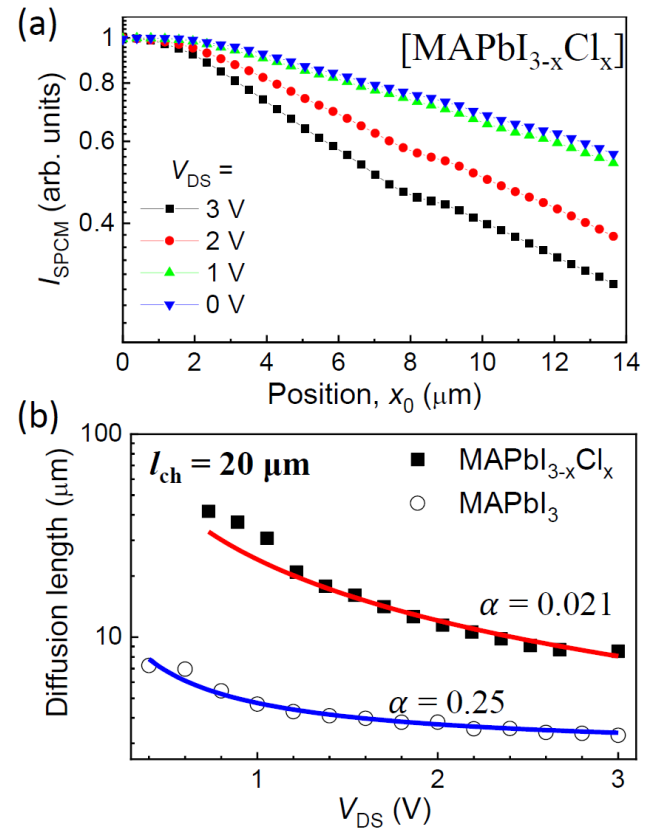 (a)
[MAPbI3-xClx]
1
0.8
0.6
0.4
ISPCM (arb. units)
VDS =
3 V
2 V
1 V
0 V
0 2 4 6 8 10 12 14
Position, x0 (μm)
(b)
100
10
Diffusion length (μm)
lch = 20 μm
MAPbI3-xClx
MAPbI3
α = 0.021
α = 0.25
1 2 3
VDS (V)